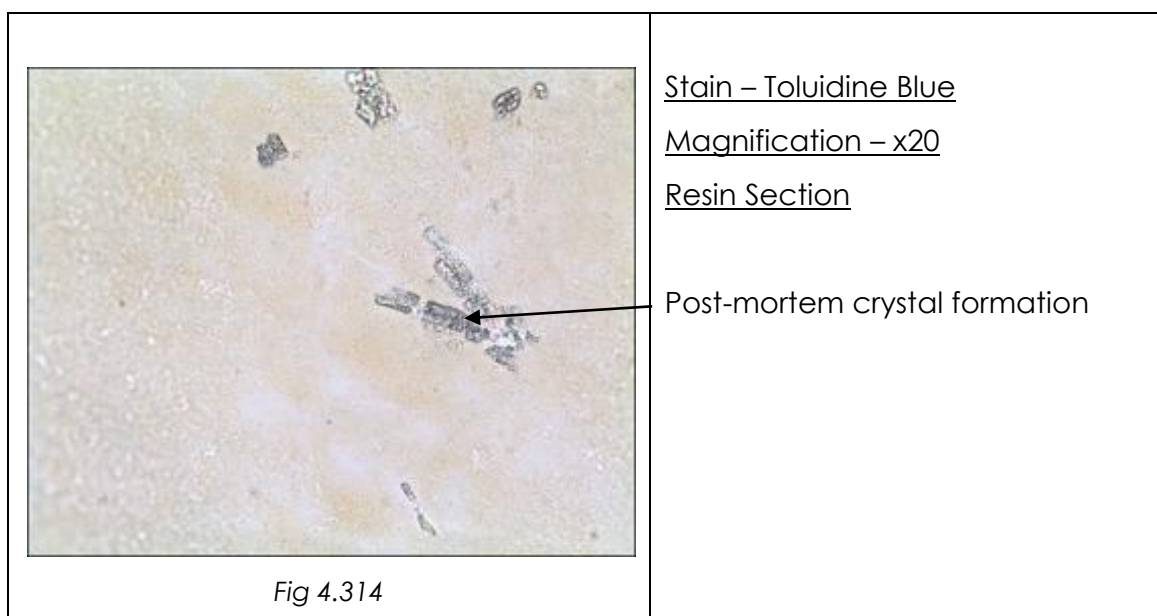 Stain – Toluidine Blue
Magnification – x20
Resin Section
Post-mortem crystal formation
Fig 4.314